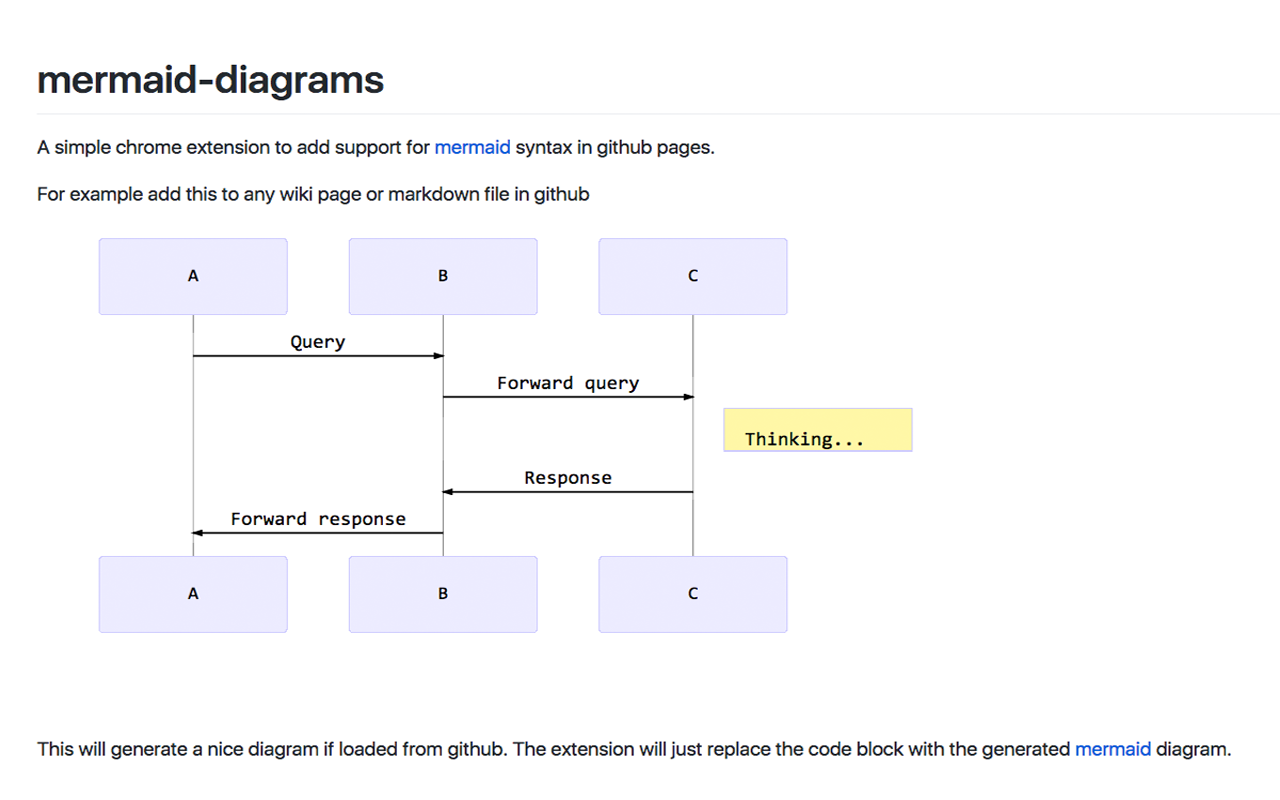 mermaid-diagrams
A simple chrome extension to add support for mermaid syntax in github pages.
For example add this to any wiki page or markdown file in github
A
B
C
Query
Forward query
Thinking...
Response
Forward response
A
B
C
This will generate a nice diagram if loaded from github. The extension will just replace the code block with the generated mermaid diagram.